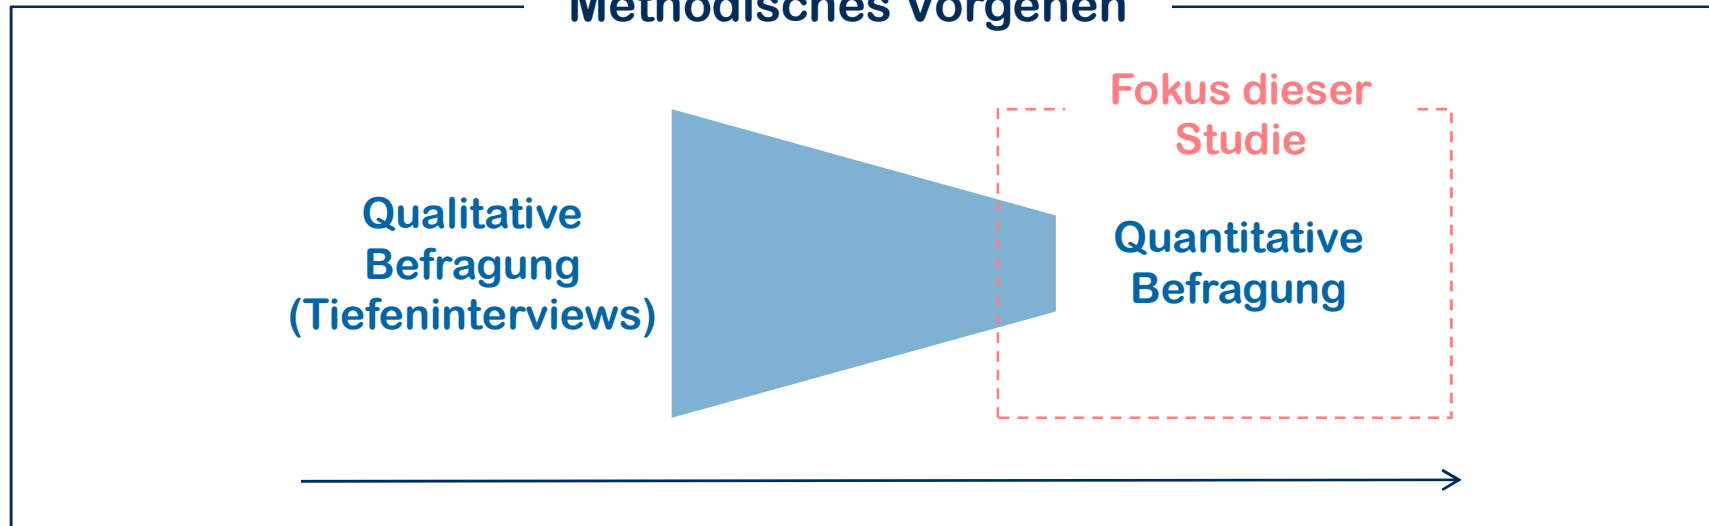 Methodisches Vorgehen
Fokus dieser
Studie
Qualitative
Befragung
(Tiefeninterviews)
Quantitative
Befragung